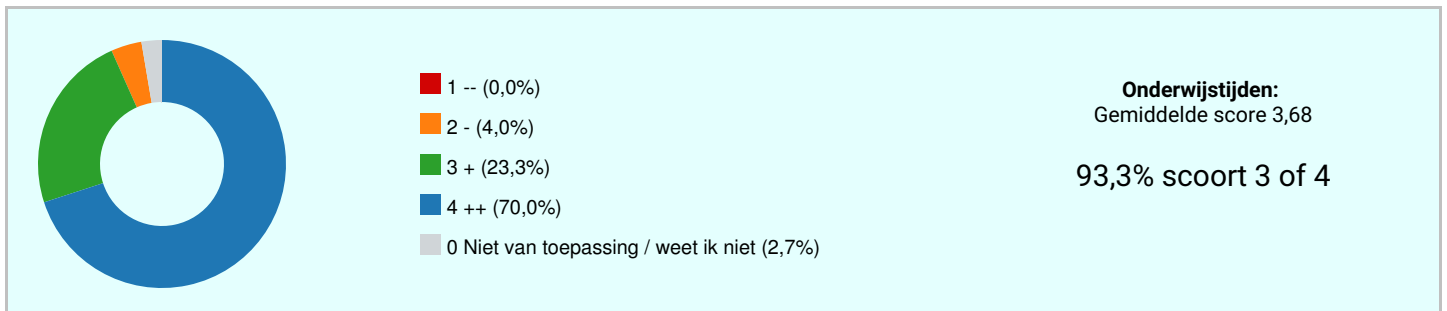 1 -- (0,0%)
2 - (4,0%)
3 + (23,3%)
4 ++ (70,0%)
0 Niet van toepassing / weet ik niet (2,7%)
Onderwijstijden:
Gemiddelde score 3,68
93,3% scoort 3 of 4